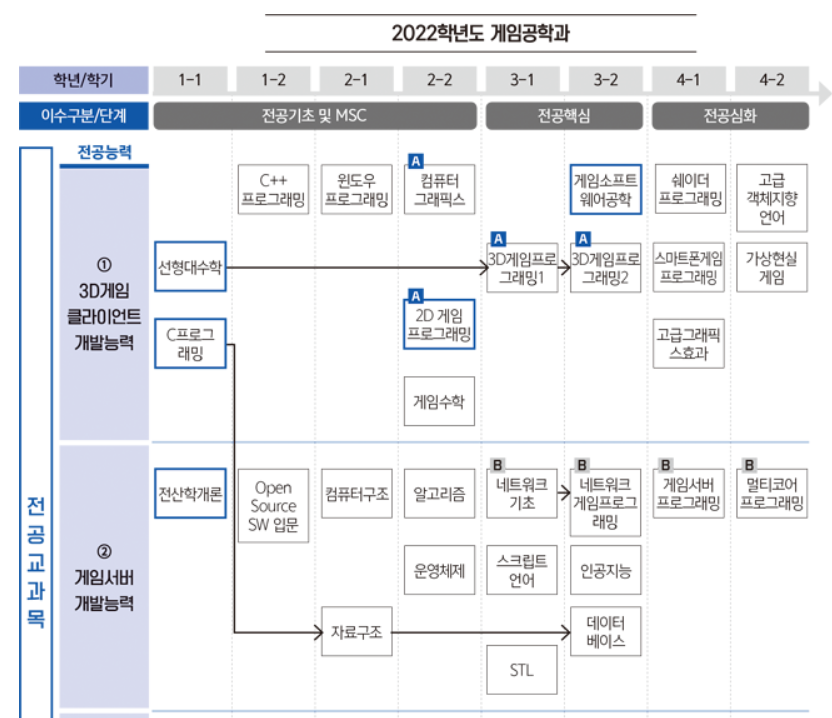 2022학년도 게임공학과
학년/학기 1-1 1-2 2-1 2-2 3-1 3-2 4-1 4-2
이수구분/단계 전공기초 및 MSC 전공핵심 전공심화
전공교과목
전공능력
①
3D게임
클라이언트
개발능력
C++
프로그래밍
윈도우
프로그래밍
A
컴퓨터
그래픽스
게임소프트
웨어공학
쉐이더
프로그래밍
고급
객체지향
언어
선형대수학
A
3D게임프로
그래밍1
A
3D게임프로
그래밍2
스마트폰게임
프로그래밍
가상현실
게임
C프로그
래밍
A
2D 게임
프로그래밍
고급그래픽
스효과
게임수학
②
게임서버
개발능력
전산학개론
Open
Source
SW 입문
컴퓨터구조
알고리즘
B
네트워크
기초
B
네트워크
게임프로그
래밍
B
게임서버
프로그래밍
B
멀티코어
프로그래밍
운영체제
스크립트
언어
인공지능
자료구조
데이터
베이스
STL